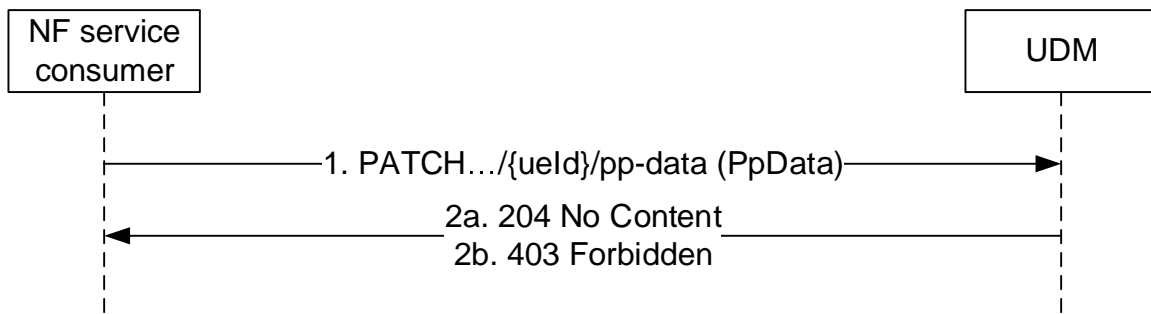 NF service
consumer
UDM
1. PATCH…/{ueId}/pp-data (PpData)
2a. 204 No Content
2b. 403 Forbidden